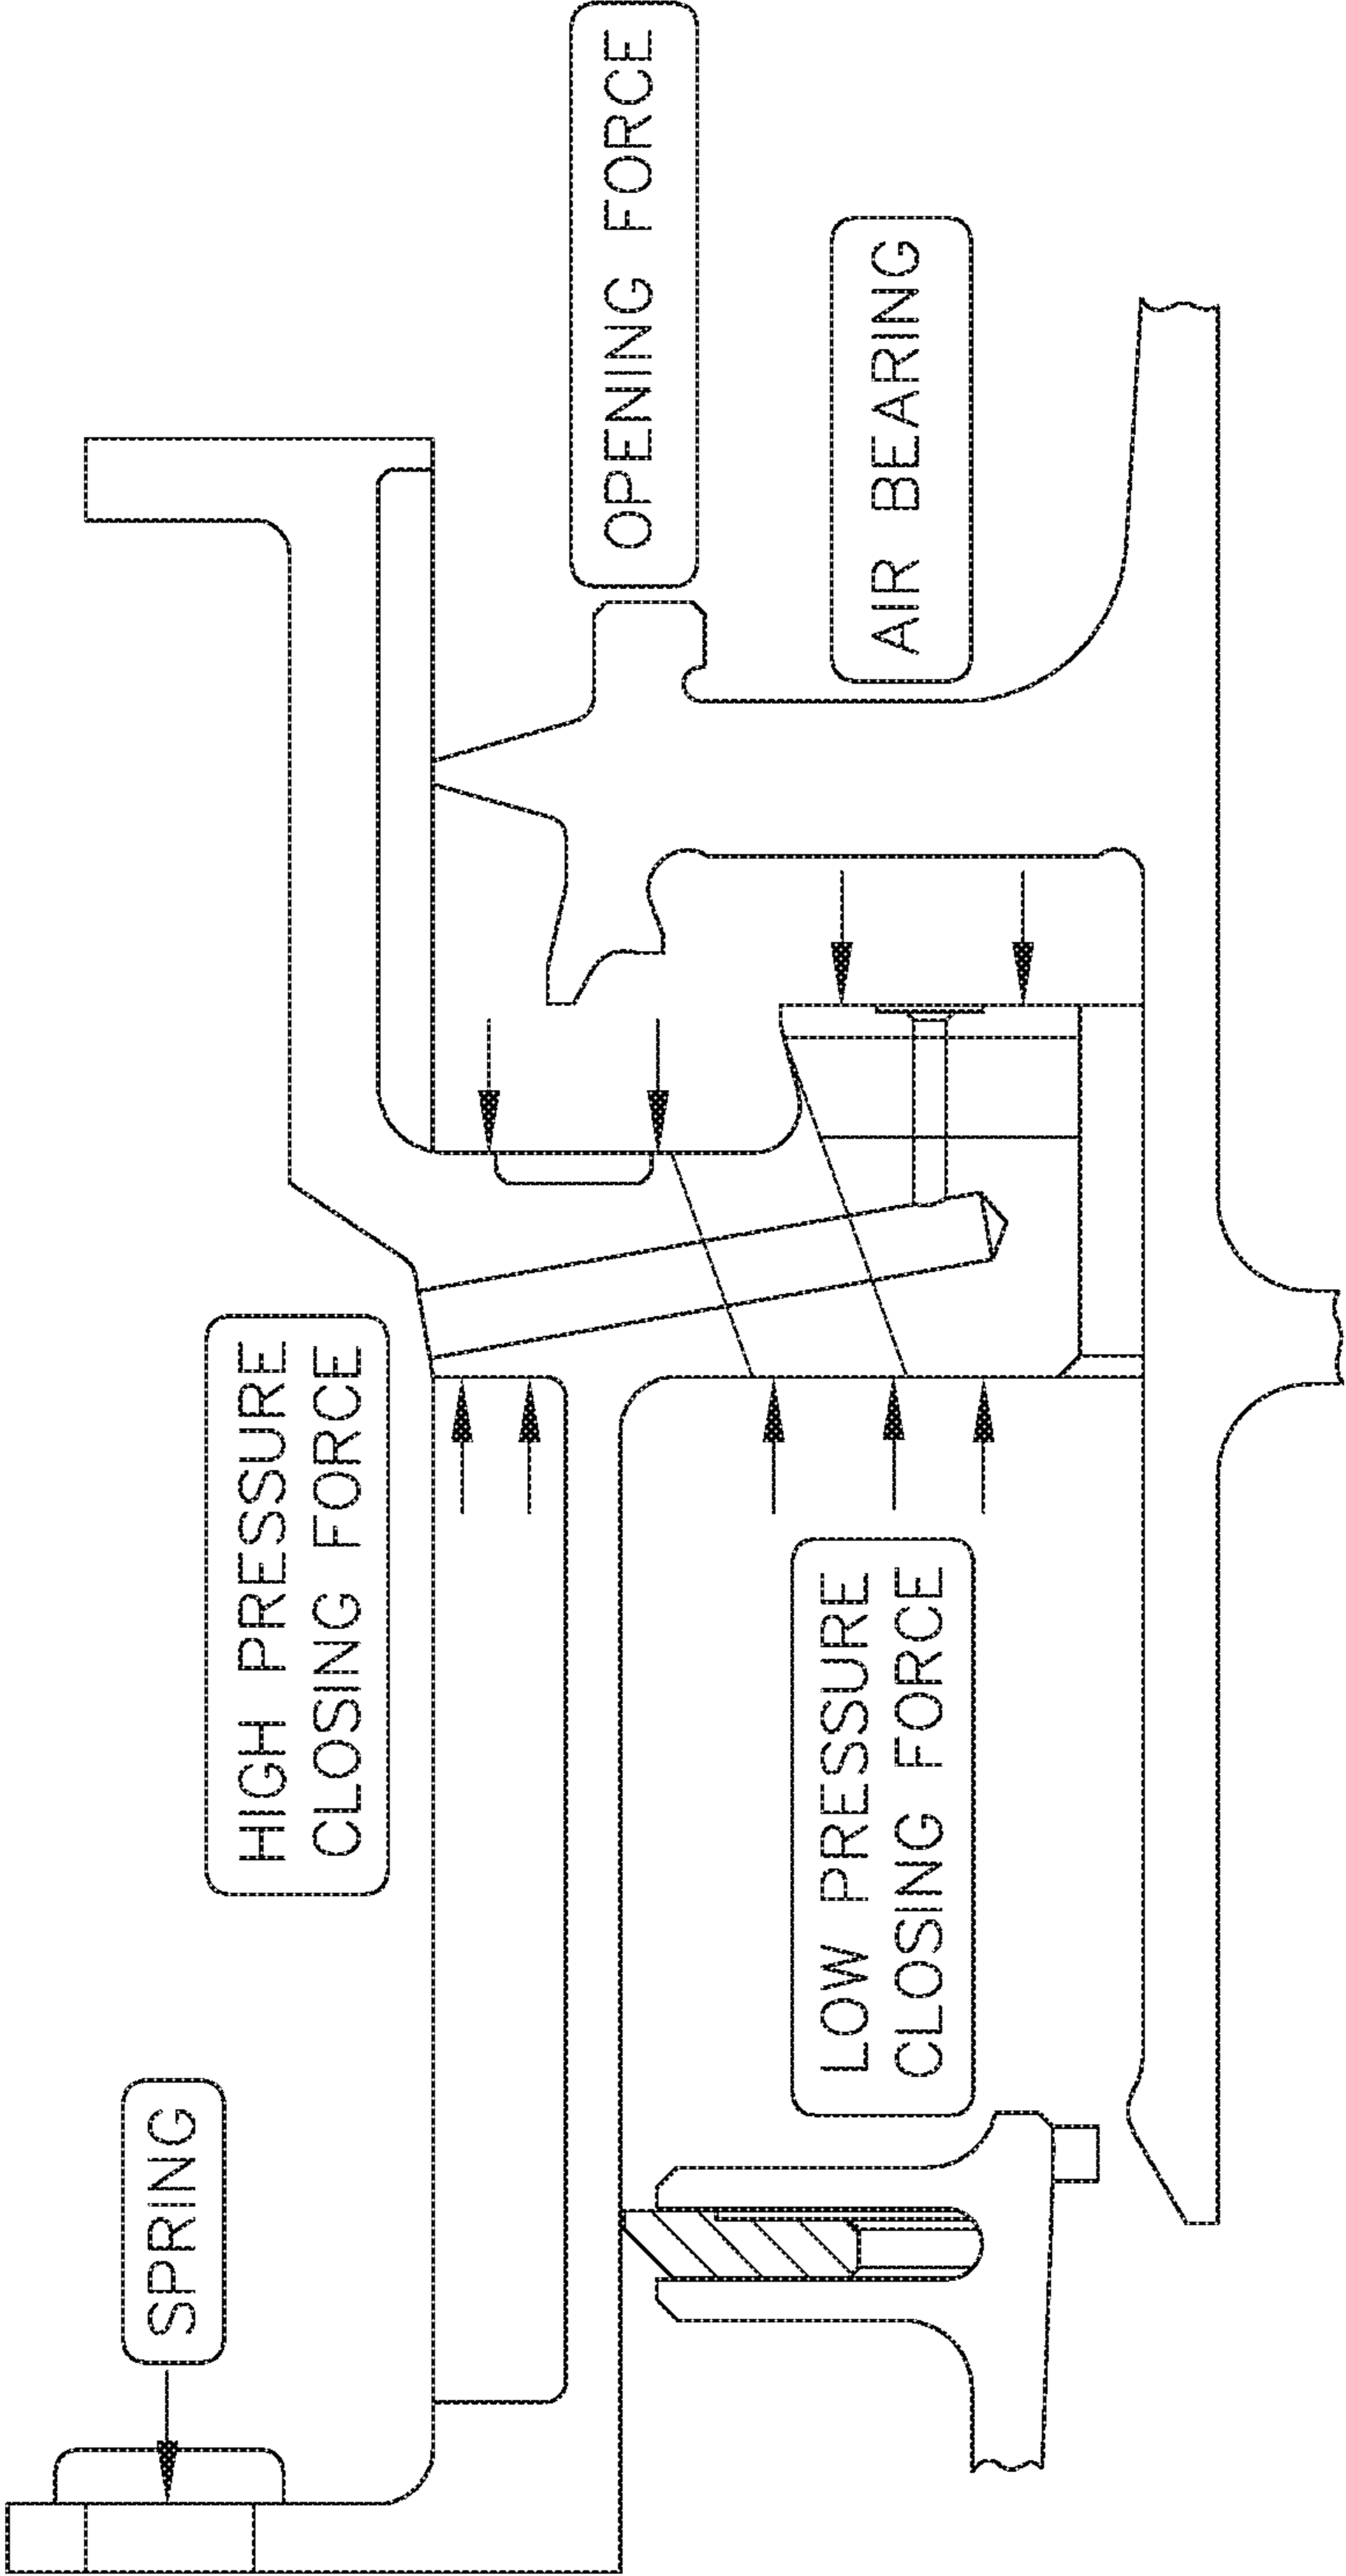 SPRING
HIGH PRESSURE
CLOSING FORCE
LOW PRESSURE
CLOSING FORCE
OPENING FORCE
AIR BEARING